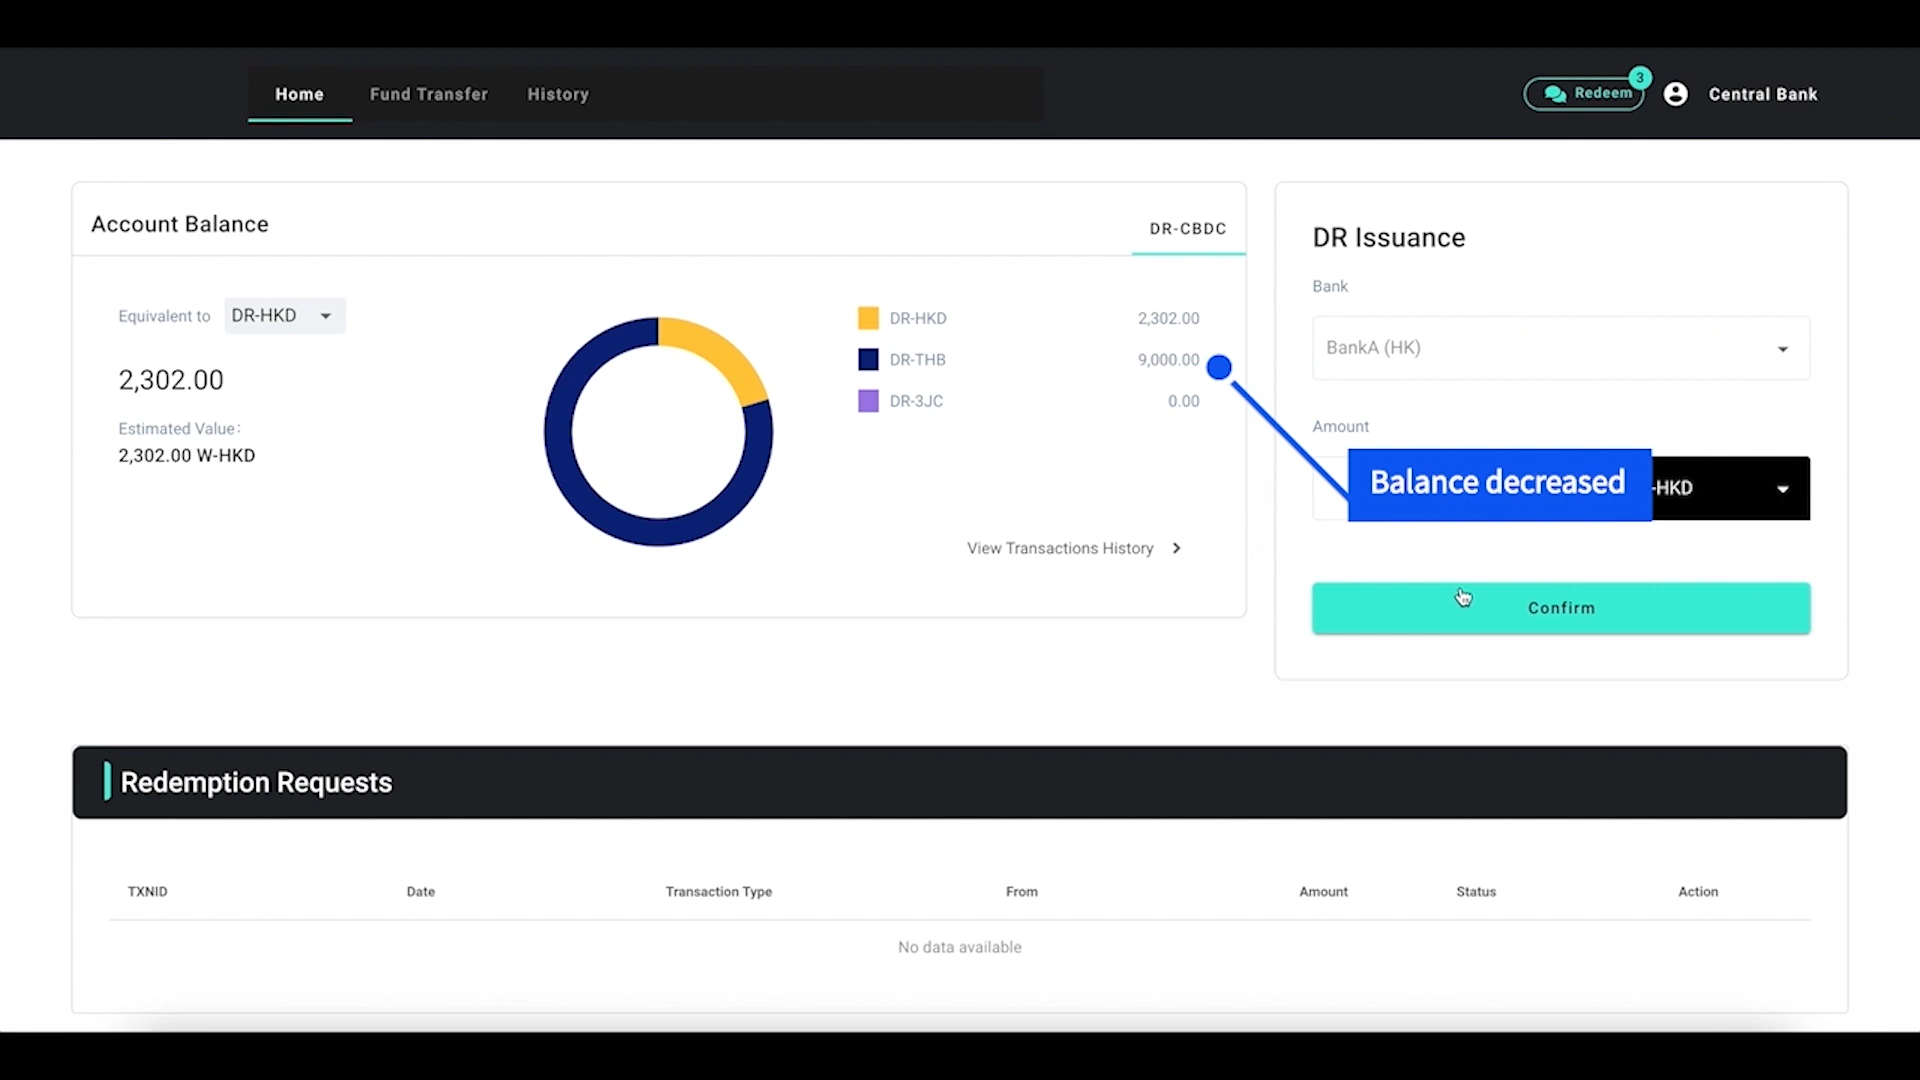 Home Fund Transfer History
Redeem 3 Central Bank
Account Balance
DR-CBDC
Equivalent to DR-HKD
2,302.00
Estimated Value:
2,302.00 W-HKD
DR-HKD 2,302.00
DR-THB 9,000.00
DR-3JC 0.00
View Transactions History
DR Issuance
Bank
BankA (HK)
Amount
Balance decreased
-HKD
Confirm
Redemption Requests
TXNID Date Transaction Type From Amount Status Action
No data available